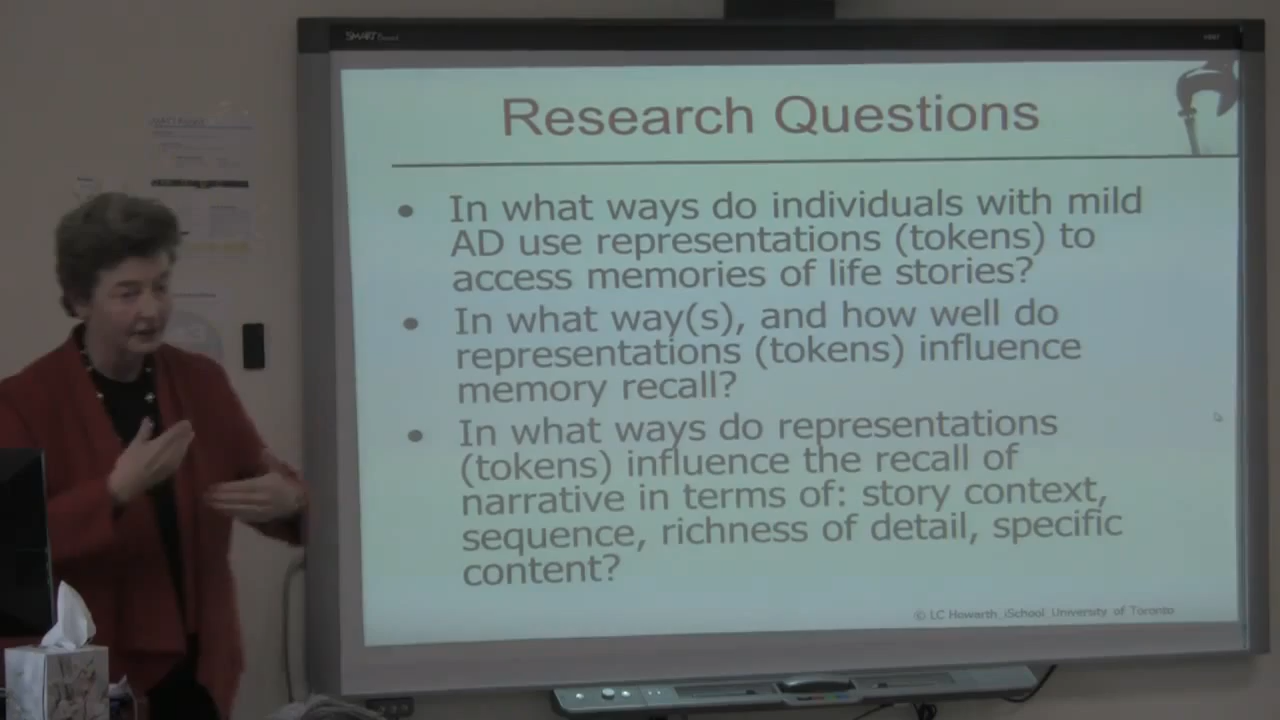 SMART
Research Questions
• In what ways do individuals with mild
AD use representations (tokens) to
access memories of life stories?
• In what way(s), and how well do
representations (tokens) influence
memory recall?
• In what ways do representations
(tokens) influence the recall of
narrative in terms of: story context,
sequence, richness of detail, specific
content?
© LC Howarth iSchool University of Toronto